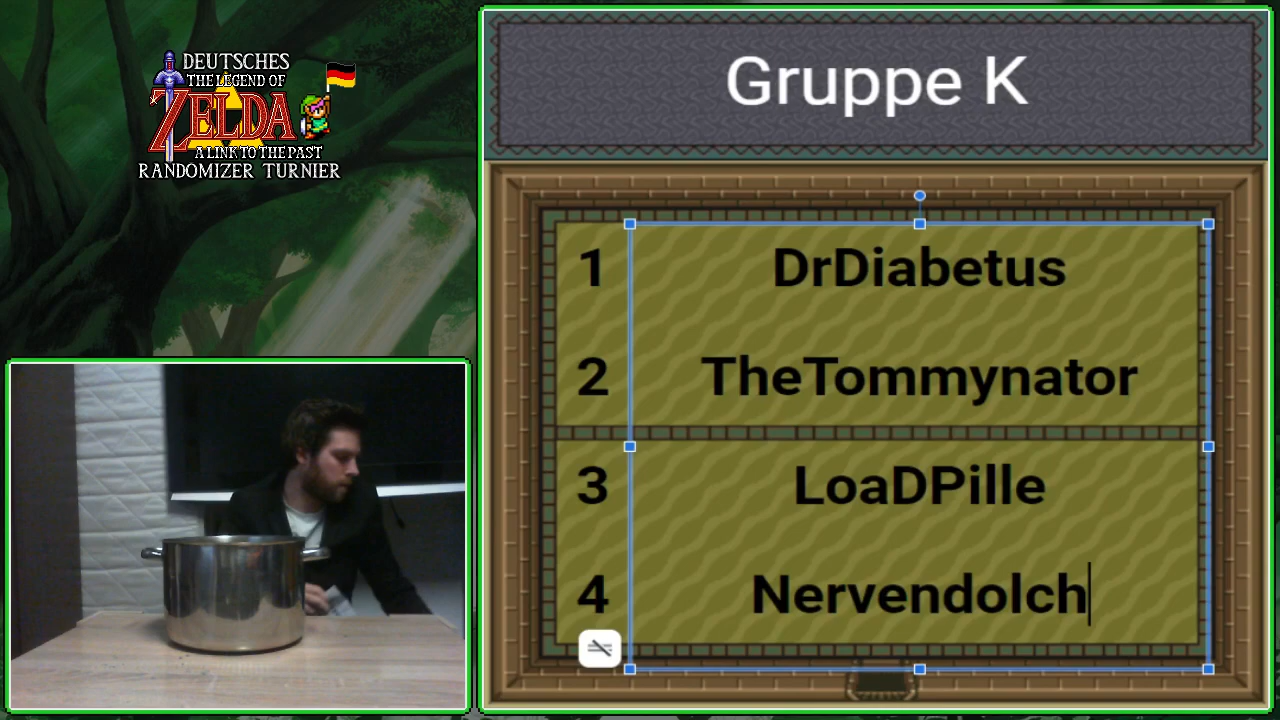 DEUTSCHES
THE LEGEND OF
ZELDA
A LINK TO THE PAST
RANDOMIZER TURNIER
Gruppe K
1 DrDiabetus
2 TheTommynator
3 LoaDPille
4 Nervendolch